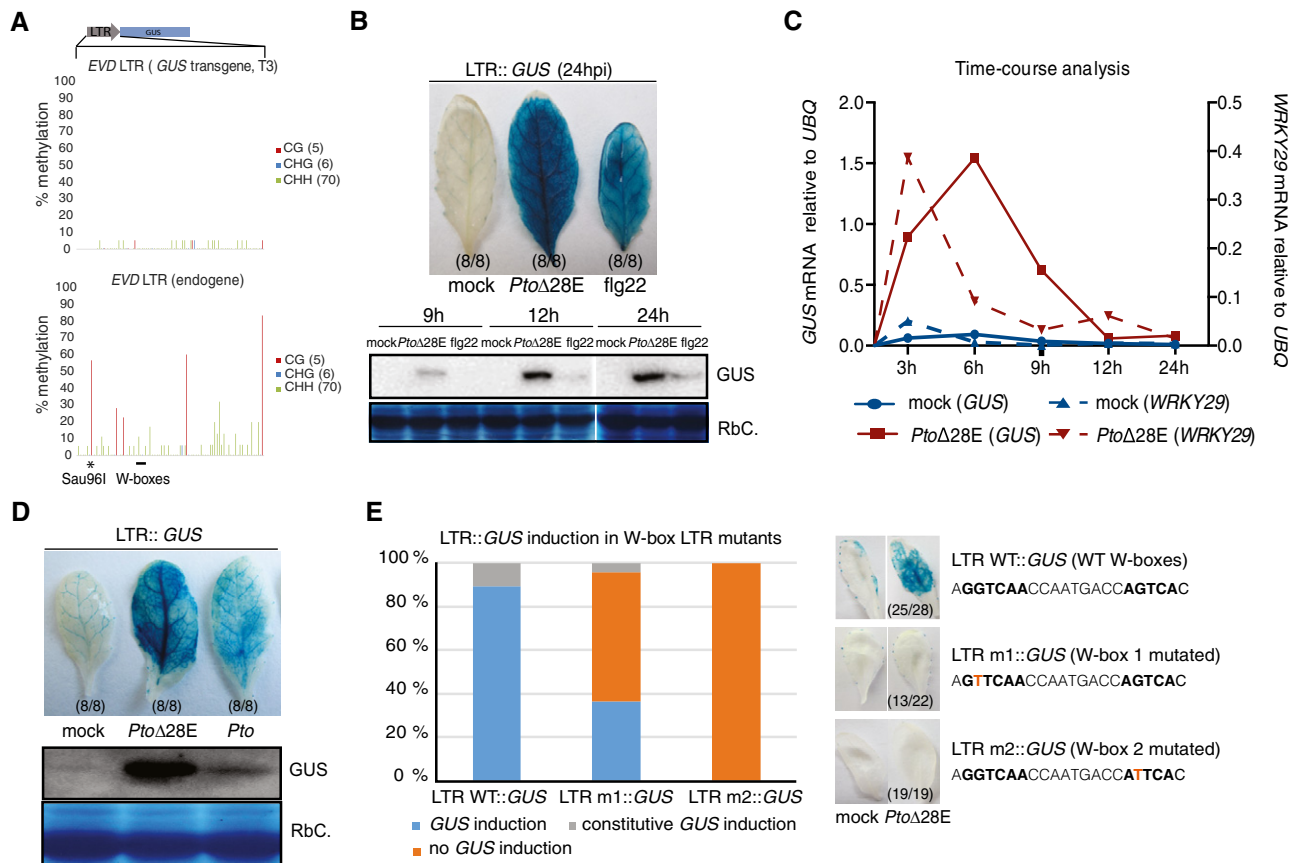 A
LTR
GUS
EVD LTR ( GUS transgene, T3)
100
90
80
70
60
50
40
30
20
10
0
% methylation
CG (5)
CHG (6)
CHH (70)
EVD LTR (endogene)
100
90
80
70
60
50
40
30
20
10
0
% methylation
CG (5)
CHG (6)
CHH (70)
*
Sau96I W-boxes
B
LTR:: GUS (24hpi)
(8/8) (8/8) (8/8)
mock PtoΔ28E flg22
9h 12h 24h
mock PtoΔ28E flg22 mock PtoΔ28E flg22 mock PtoΔ28E flg22
GUS
RbC.
C
Time-course analysis
GUS mRNA relative to UBQ
2.0
1.5
1.0
0.5
0.0
WRKY29 mRNA relative to UBQ
0.5
0.4
0.3
0.2
0.1
0.0
3h 6h 9h 12h 24h
mock (GUS) mock (WRKY29)
PtoΔ28E (GUS) PtoΔ28E (WRKY29)
D
LTR:: GUS
(8/8) (8/8) (8/8)
mock PtoΔ28E Pto
GUS
RbC.
E
LTR::GUS induction in W-box LTR mutants
100 %
80 %
60 %
40 %
20 %
0 %
LTR WT::GUS LTR m1::GUS LTR m2::GUS
GUS induction constitutive GUS induction
no GUS induction
LTR WT::GUS (WT W-boxes)
AGGTCAACCAATGACCAGTCAC
(25/28)
LTR m1::GUS (W-box 1 mutated)
AGTTCAACCAATGACCAGTCAC
(13/22)
LTR m2::GUS (W-box 2 mutated)
AGGTCAACCAATGACCATTCAC
(19/19)
mock PtoΔ28E